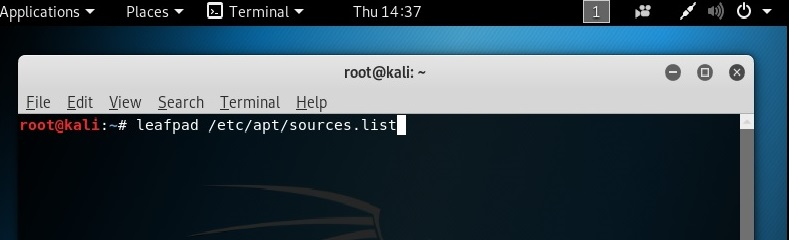 Applications Places Terminal Thu 14:37 1
root@kali: ~
File Edit View Search Terminal Help
root@kali:~# leafpad /etc/apt/sources.list